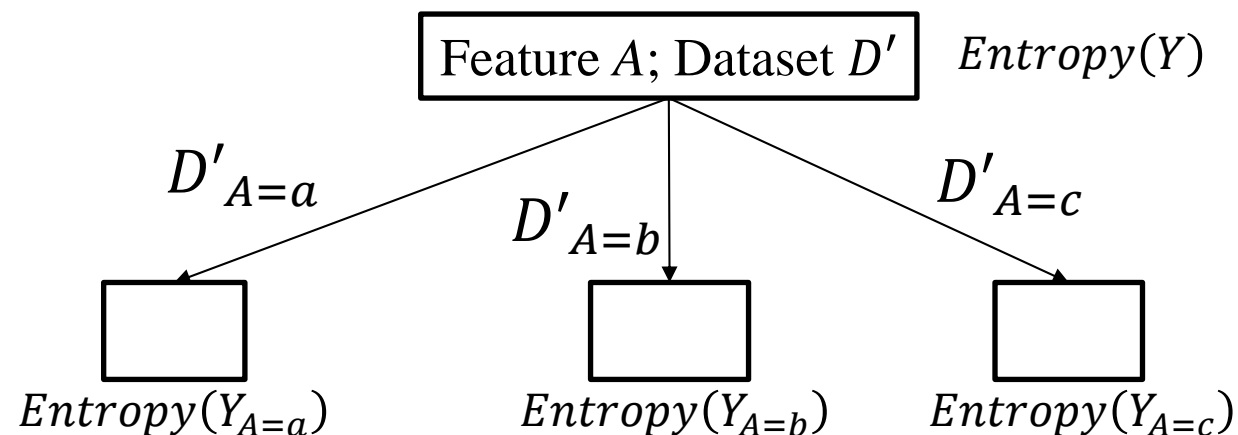 Feature A; Dataset D′
Entropy(Y)
D′A=a
D′A=b
D′A=c
Entropy(YA=a)
Entropy(YA=b)
Entropy(YA=c)